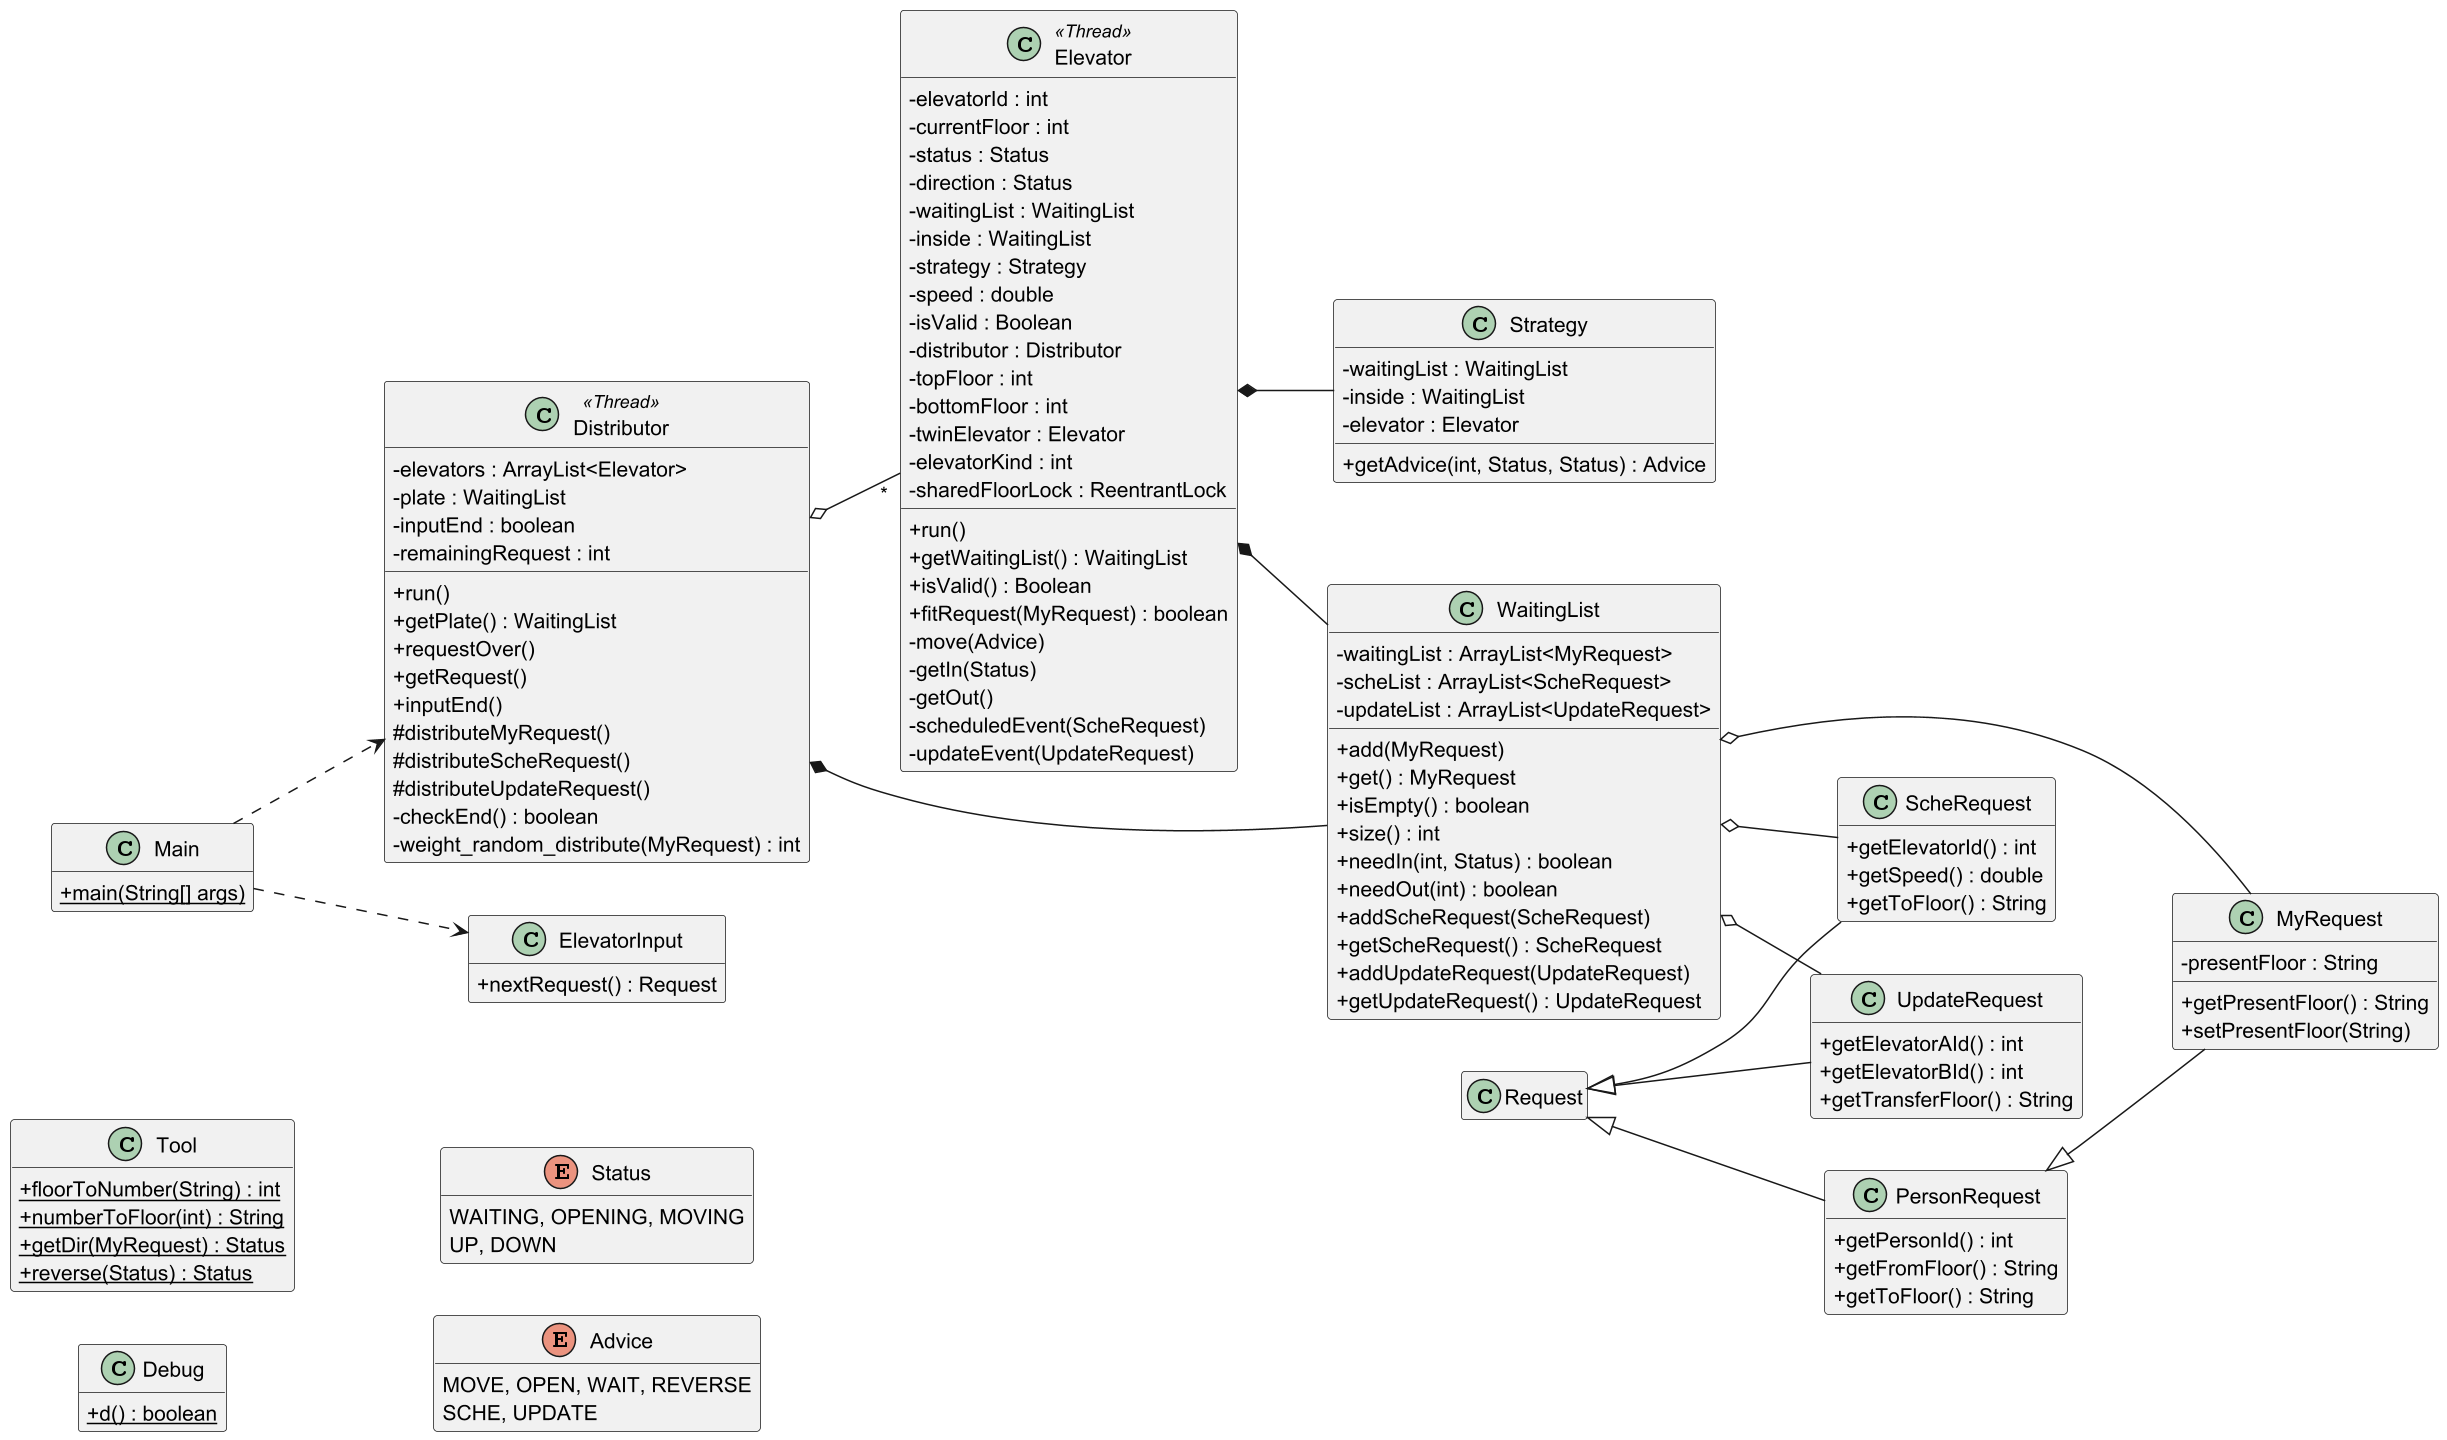 «Thread»
Elevator
-elevatorId : int
-currentFloor : int
-status : Status
-direction : Status
-waitingList : WaitingList
-inside : WaitingList
-strategy : Strategy
-speed : double
-isValid : Boolean
-distributor : Distributor
-topFloor : int
-bottomFloor : int
-twinElevator : Elevator
-elevatorKind : int
-sharedFloorLock : ReentrantLock
+run()
+getWaitingList() : WaitingList
+isValid() : Boolean
+fitRequest(MyRequest) : boolean
-move(Advice)
-getIn(Status)
-getOut()
-scheduledEvent(ScheRequest)
-updateEvent(UpdateRequest)
Strategy
-waitingList : WaitingList
-inside : WaitingList
-elevator : Elevator
+getAdvice(int, Status, Status) : Advice
«Thread»
Distributor
-elevators : ArrayList<Elevator>
-plate : WaitingList
-inputEnd : boolean
-remainingRequest : int
+run()
+getPlate() : WaitingList
+requestOver()
+getRequest()
+inputEnd()
#distributeMyRequest()
#distributeScheRequest()
#distributeUpdateRequest()
-checkEnd() : boolean
-weight_random_distribute(MyRequest) : int
*
WaitingList
-waitingList : ArrayList<MyRequest>
-scheList : ArrayList<ScheRequest>
-updateList : ArrayList<UpdateRequest>
+add(MyRequest)
+get() : MyRequest
+isEmpty() : boolean
+size() : int
+needIn(int, Status) : boolean
+needOut(int) : boolean
+addScheRequest(ScheRequest)
+getScheRequest() : ScheRequest
+addUpdateRequest(UpdateRequest)
+getUpdateRequest() : UpdateRequest
C ScheRequest
+getElevatorId() : int
+getSpeed() : double
+getToFloor() : String
Main
+main(String[] args)
MyRequest
-presentFloor : String
+getPresentFloor() : String
+setPresentFloor(String)
ElevatorInput
+nextRequest() : Request
UpdateRequest
+getElevatorAId() : int
+getElevatorBId() : int
+getTransferFloor() : String
Request
Tool
+floorToNumber(String) : int
+numberToFloor(int) : String
+getDir(MyRequest) : Status
+reverse(Status) : Status
E Status
WAITING, OPENING, MOVING
UP, DOWN
PersonRequest
+getPersonId() : int
+getFromFloor() : String
+getToFloor() : String
Debug
+d() : boolean
E Advice
MOVE, OPEN, WAIT, REVERSE
SCHE, UPDATE